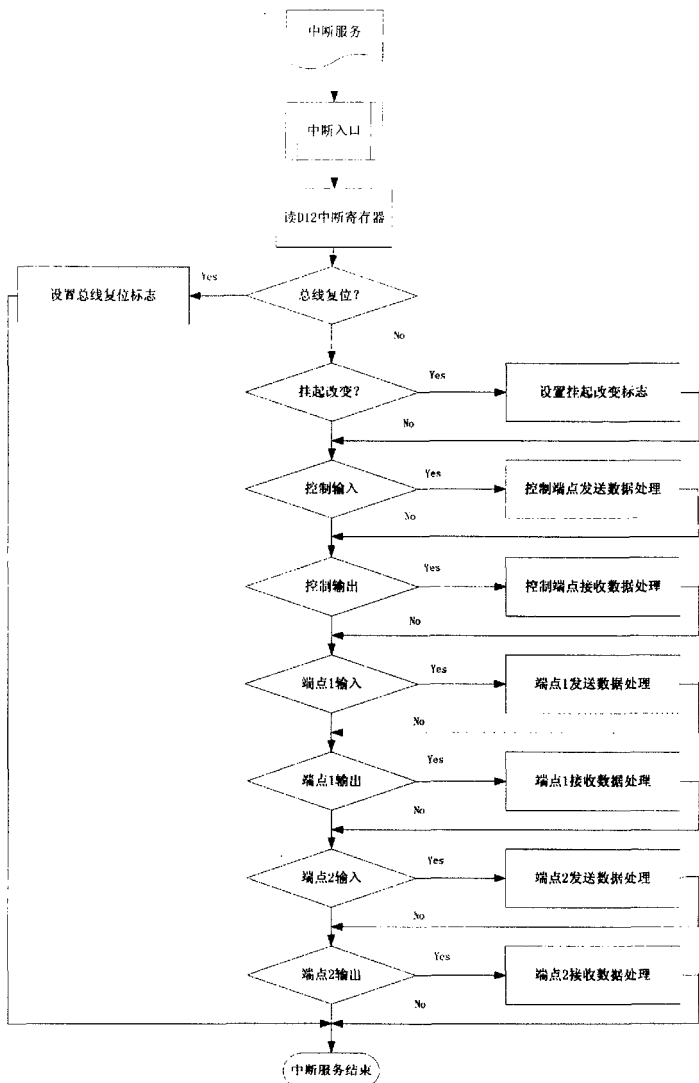 中断服务
中断入口
读D12中断寄存器
设置总线复位标志
Yes
总线复位?
No
挂起改变?
Yes
设置挂起改变标志
No
控制输入
Yes
控制端点发送数据处理
No
控制输出
Yes
控制端点接收数据处理
No
端点1输入
Yes
端点1发送数据处理
No
端点1输出
Yes
端点1接收数据处理
No
端点2输入
Yes
端点2发送数据处理
No
端点2输出
Yes
端点2接收数据处理
No
中断服务结束